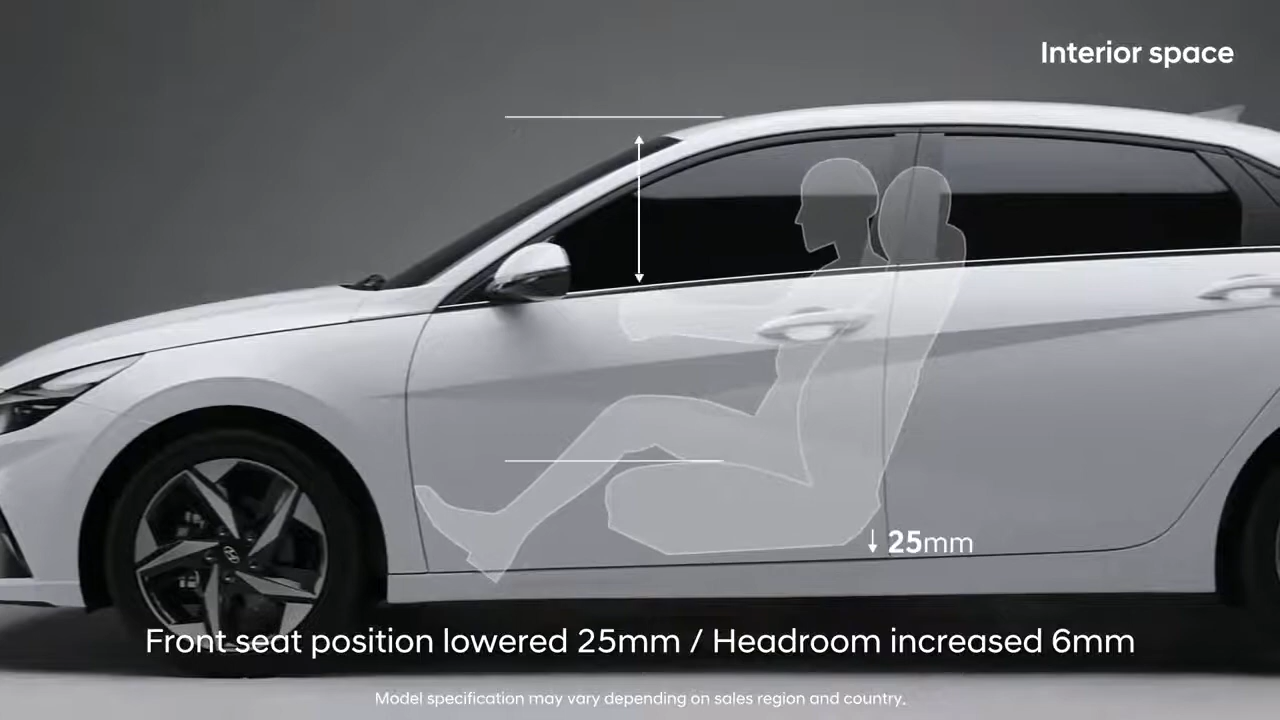 Interior space
25mm
Front seat position lowered 25mm / Headroom increased 6mm
Model specification may vary depending on sales region and country.